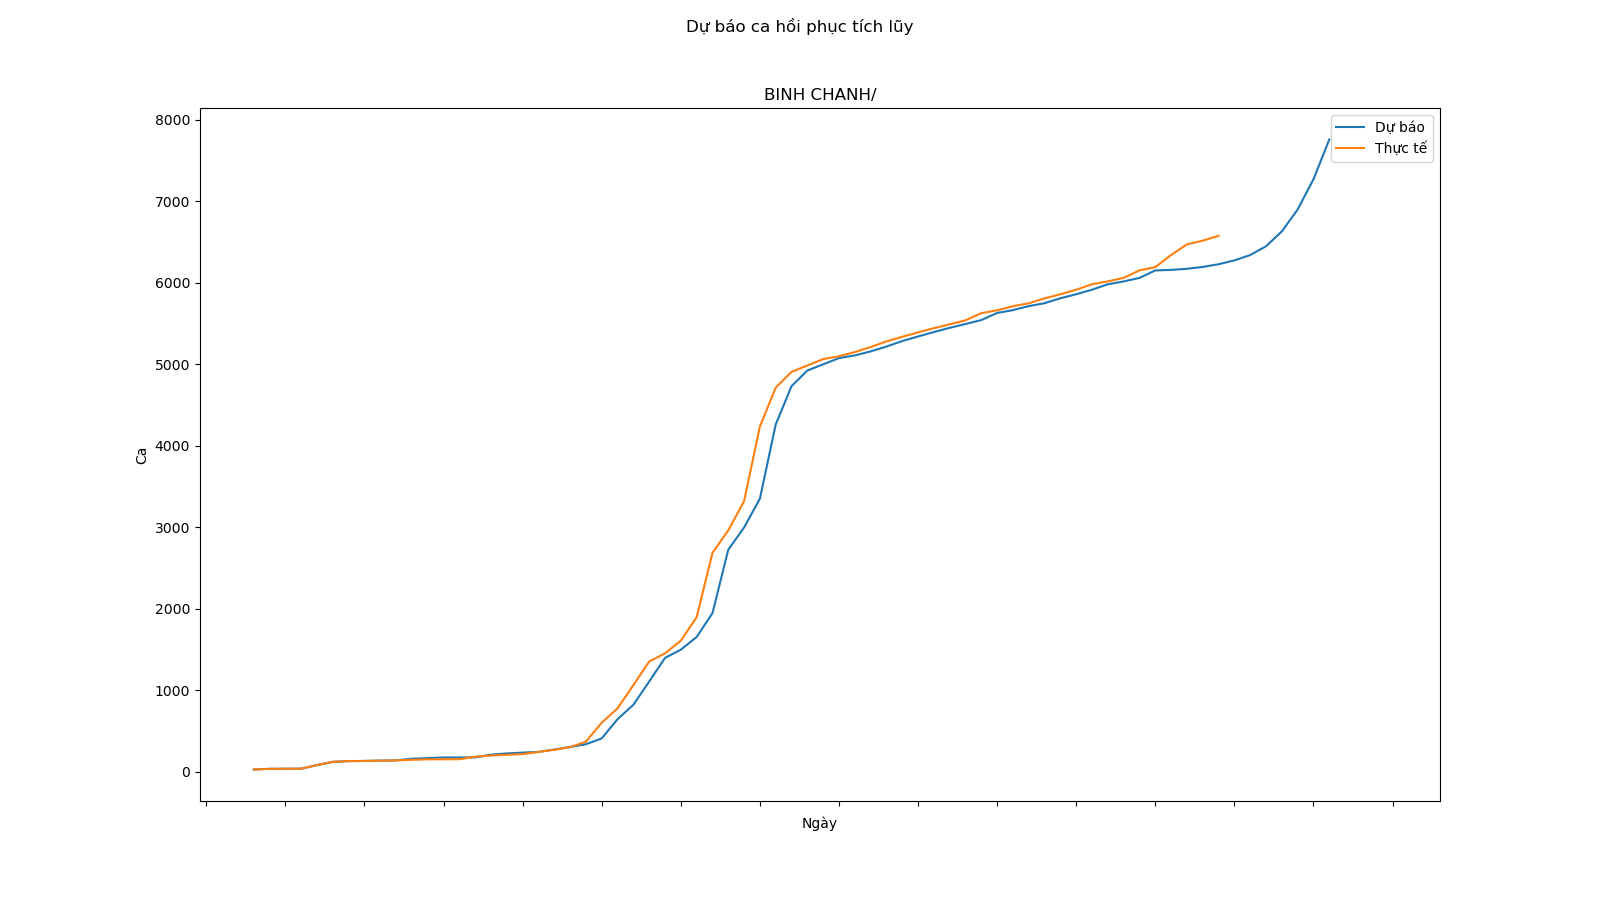 Dự báo ca hồi phục tích lũy
BINH CHANH/
8000
7000
6000
5000
4000
3000
2000
1000
0
Ca
Ngày
Dự báo
Thực tế